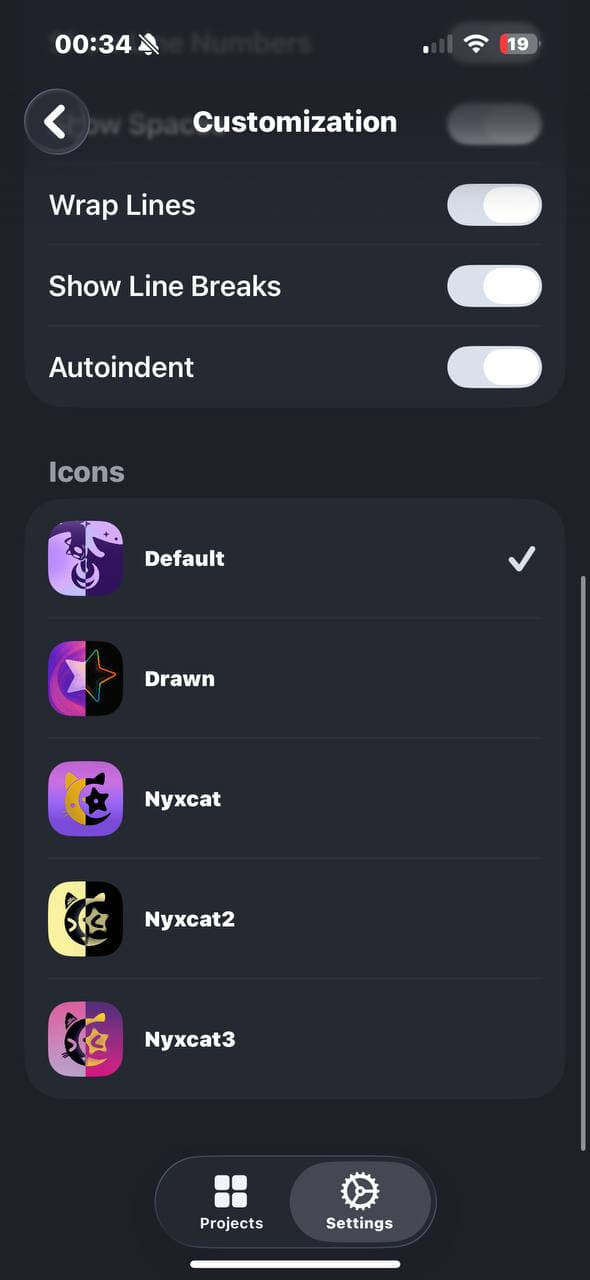 00:34
19
Customization
Wrap Lines
Show Line Breaks
Autoindent
Icons
Default
Drawn
Nyxcat
Nyxcat2
Nyxcat3
Projects
Settings